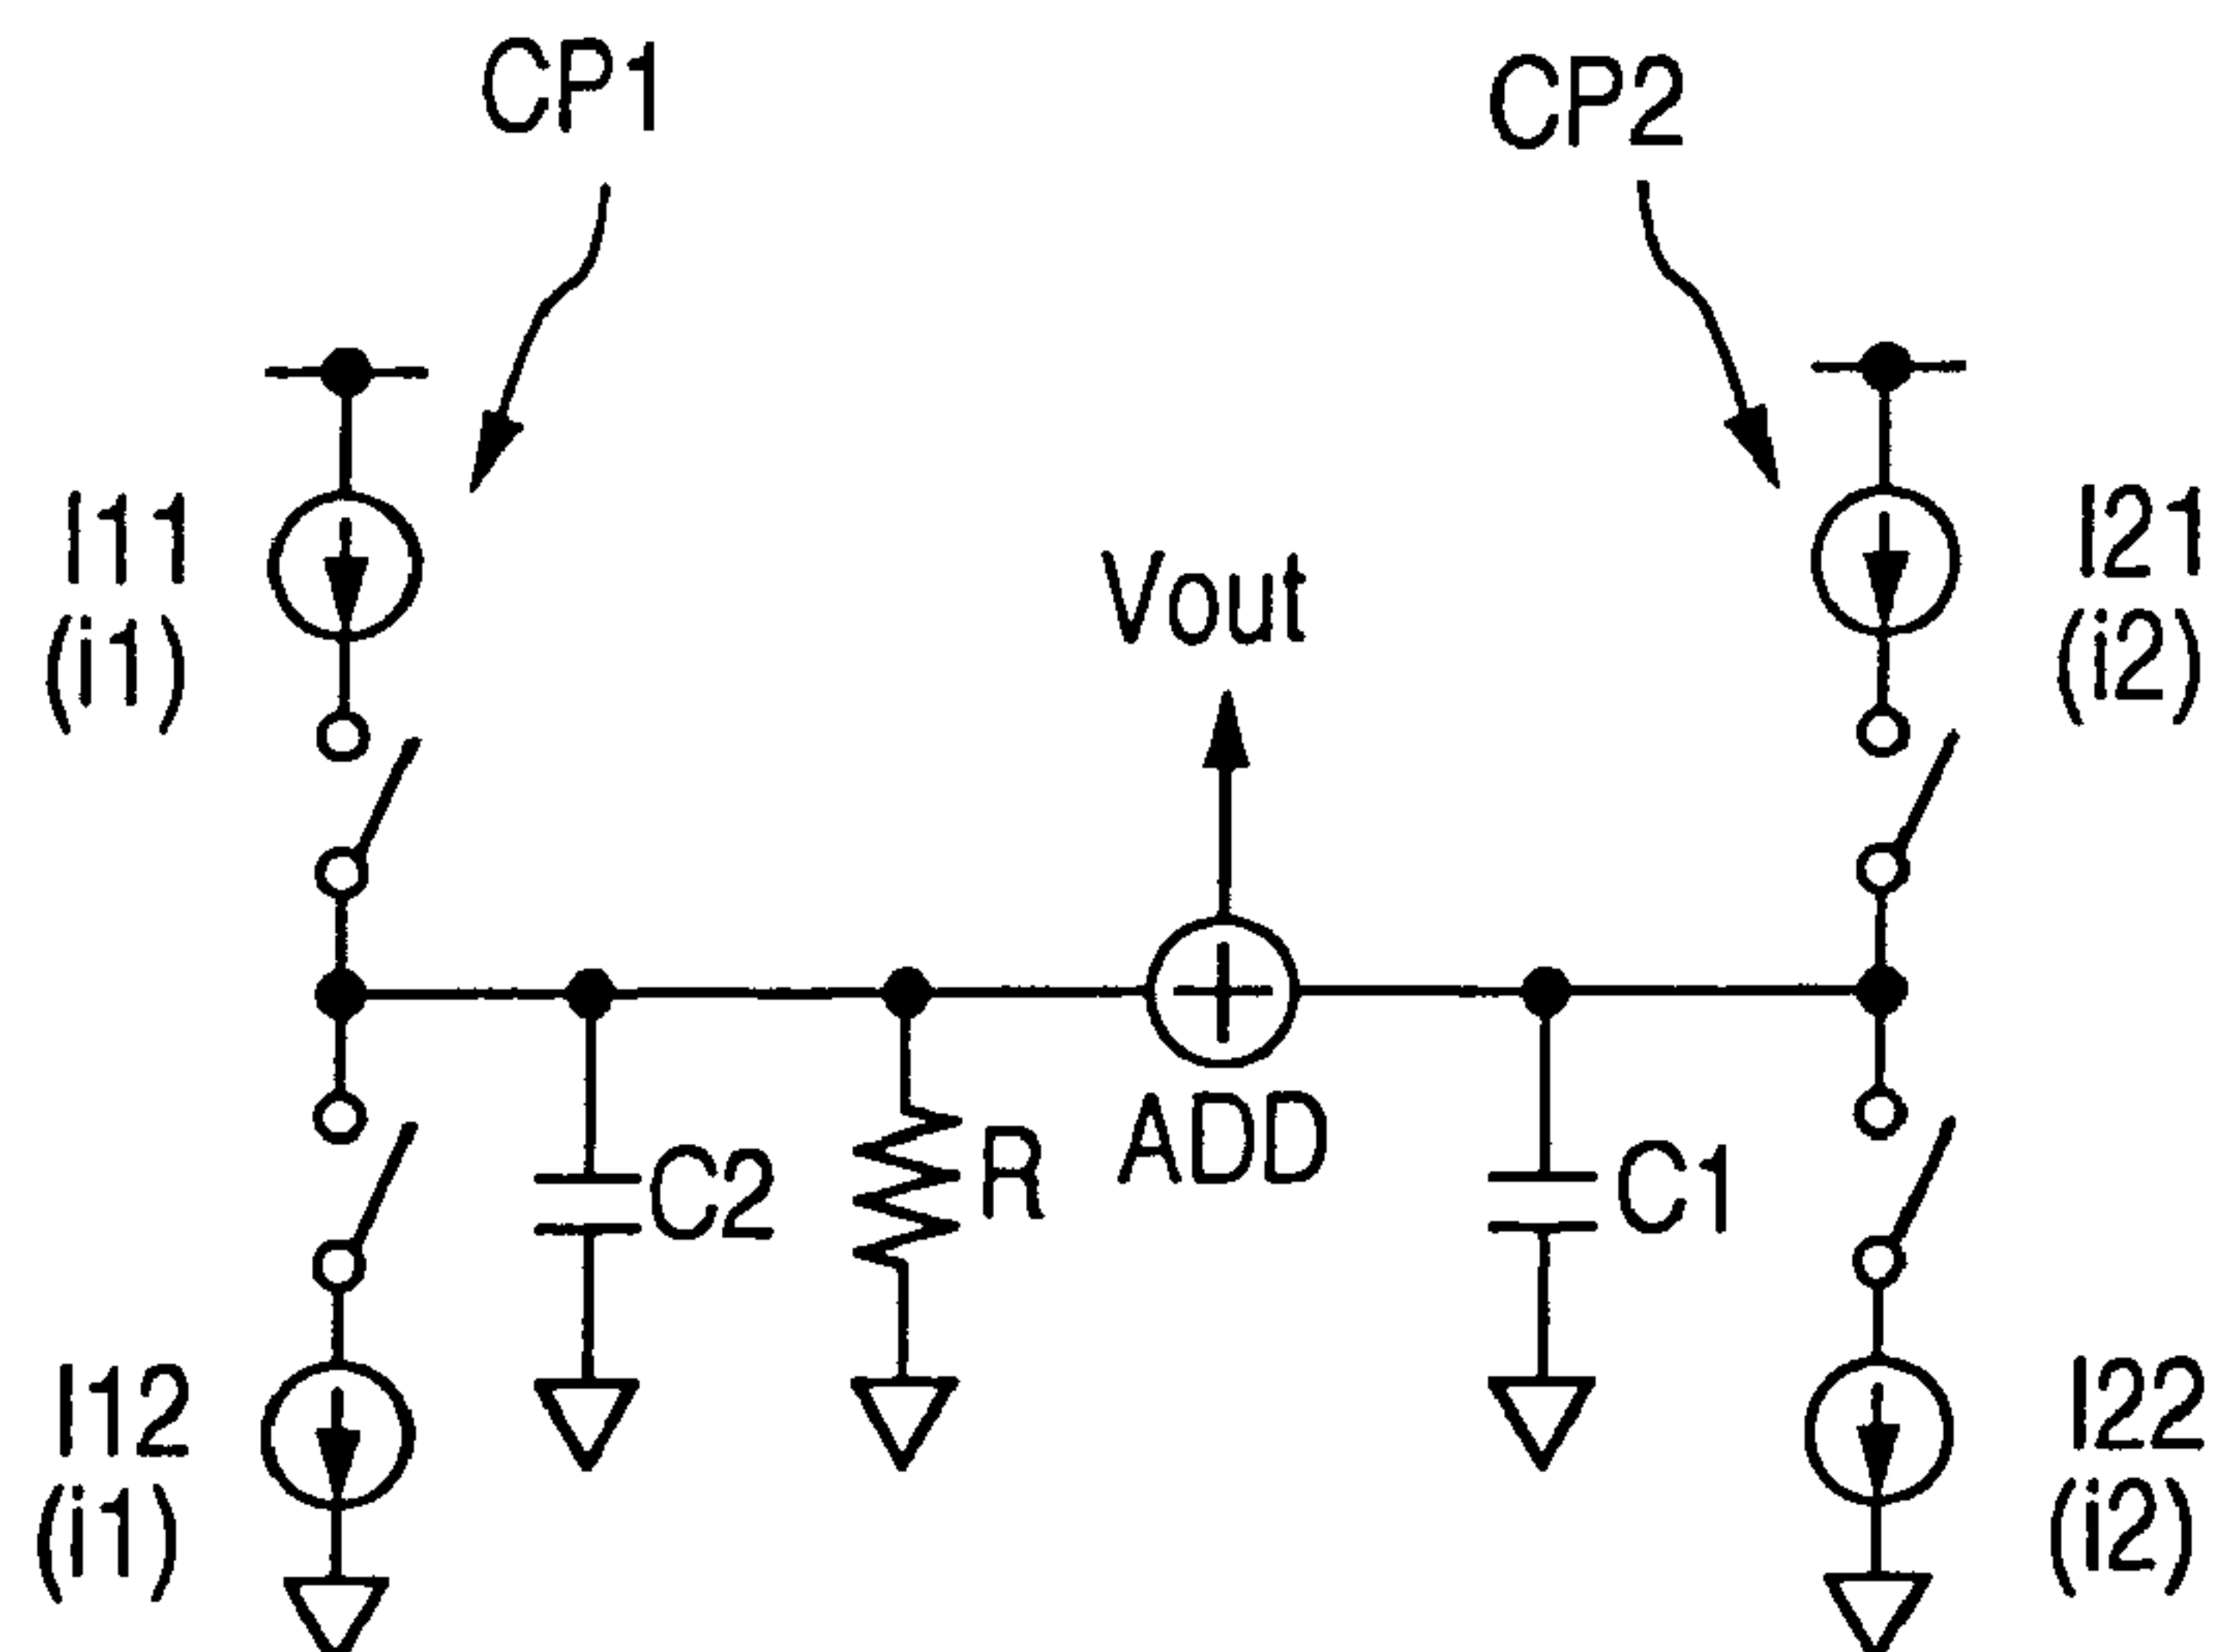 CP1
CP2
I11
(i1)
I21
(i2)
Vout
ADD
C2
R
C1
I12
(i1)
I22
(i2)